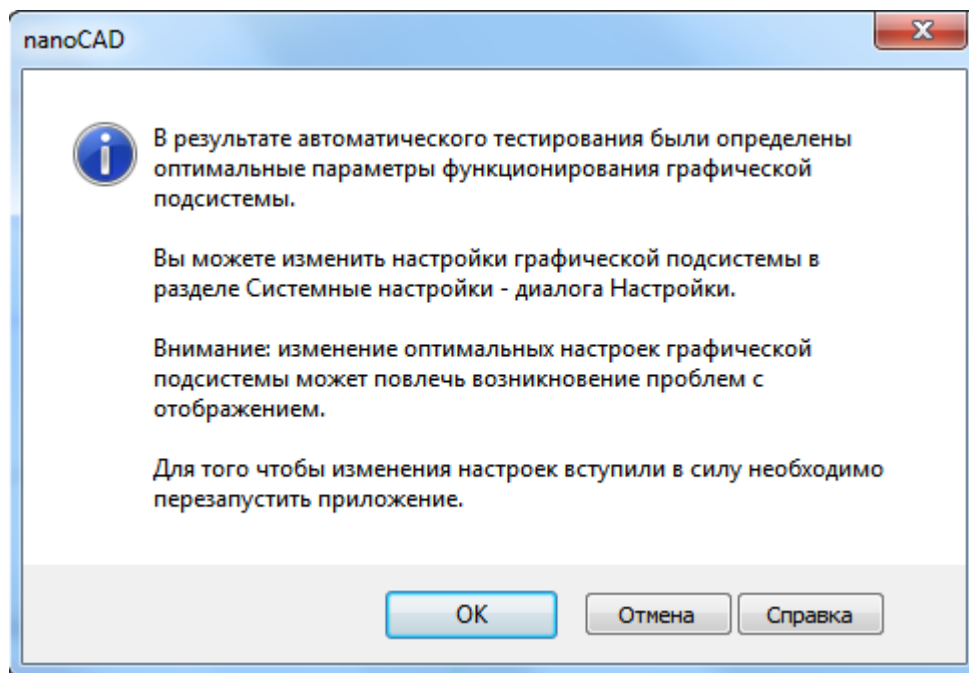 nanoCAD
В результате автоматического тестирования были определены
оптимальные параметры функционирования графической
подсистемы.
Вы можете изменить настройки графической подсистемы в
разделе Системные настройки - диалога Настройки.
Внимание: изменение оптимальных настроек графической
подсистемы может повлечь возникновение проблем с
отображением.
Для того чтобы изменения настроек вступили в силу необходимо
перезапустить приложение.
OK Отмена Справка